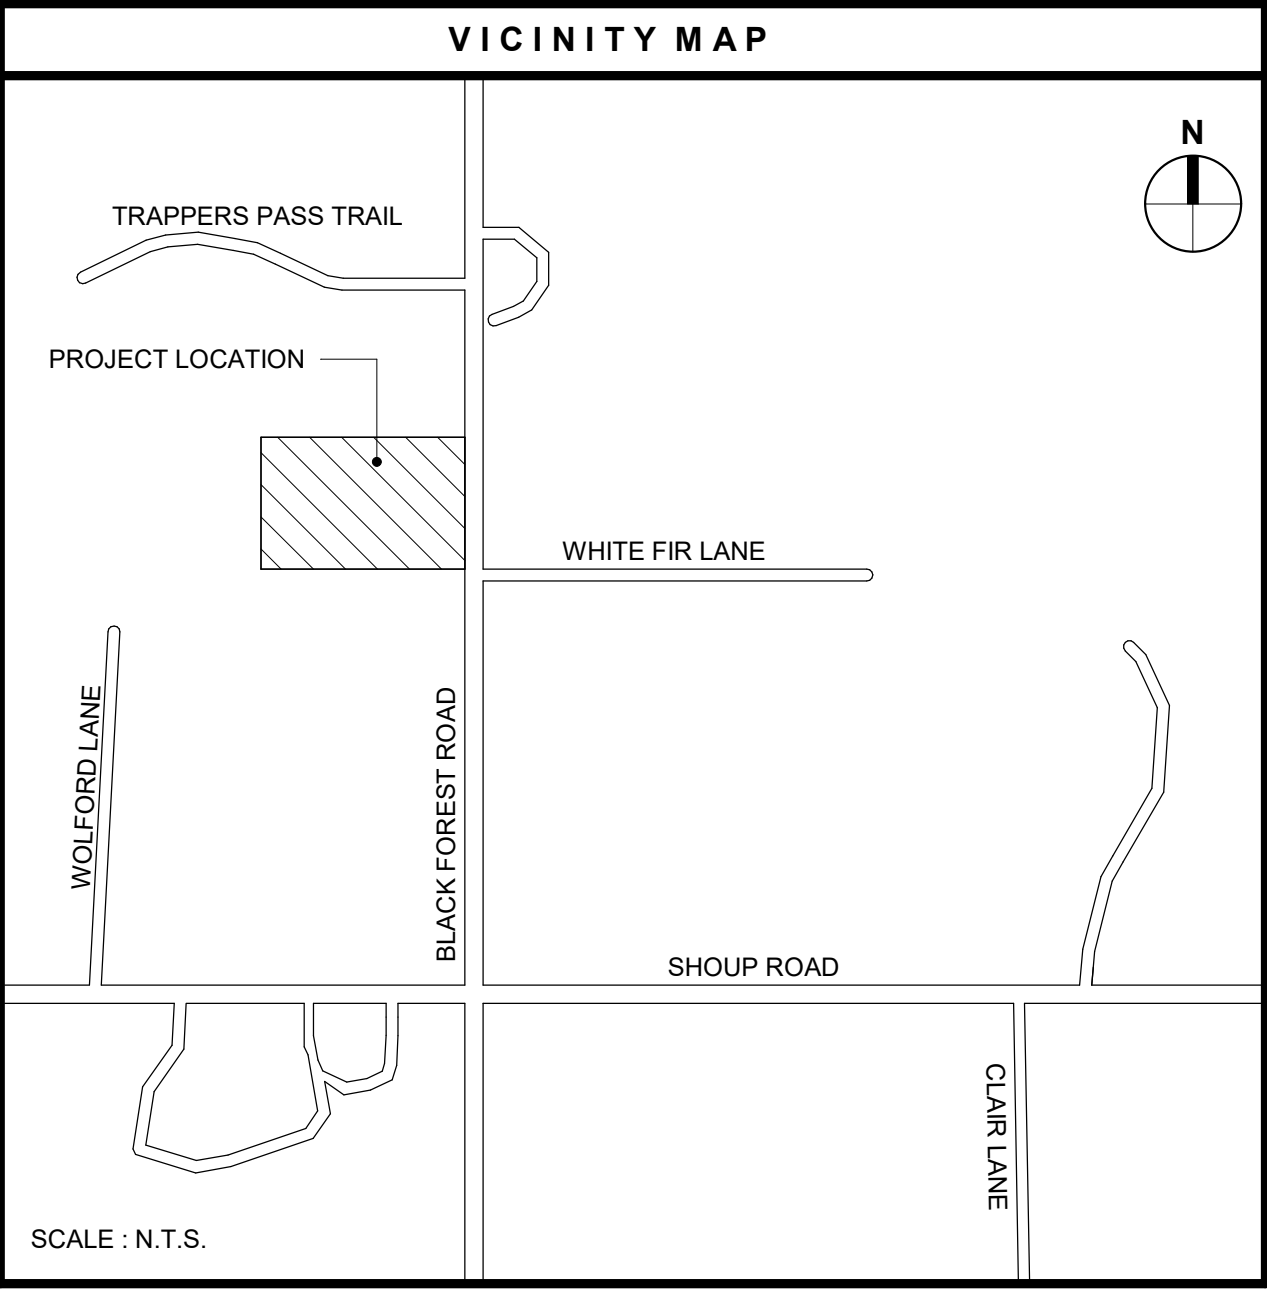 VICINITY MAP
N
TRAPPERS PASS TRAIL
PROJECT LOCATION
WHITE FIR LANE
WOLFORD LANE
BLACK FOREST ROAD
SHOUP ROAD
CLAIR LANE
SCALE : N.T.S.